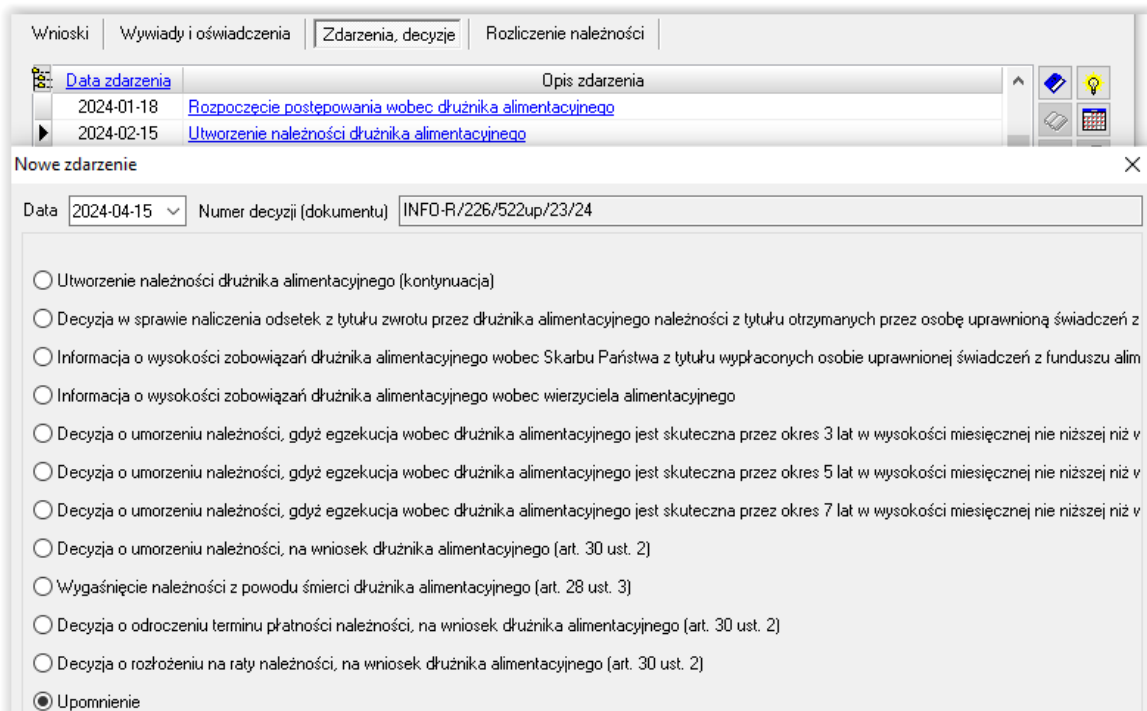 Wnioski Wywiady i oświadczenia Zdarzenia, decyzje Rozliczenie należności
Data zdarzenia Opis zdarzenia
2024-01-18 Rozpoczęcie postępowania wobec dłużnika alimentacyjnego
2024-02-15 Utworzenie należności dłużnika alimentacyjnego
Nowe zdarzenie
Data 2024-04-15 Numer decyzji (dokumentu) INFO-R/226/522up/23/24
Utworzenie należności dłużnika alimentacyjnego (kontynuacja)
Decyzja w sprawie naliczenia odsetek z tytułu zwrotu przez dłużnika alimentacyjnego należności z tytułu otrzymanych przez osobę uprawnioną świadczeń z
Informacja o wysokości zobowiązań dłużnika alimentacyjnego wobec Skarbu Państwa z tytułu wypłaconych osobie uprawnionej świadczeń z funduszu alim
Informacja o wysokości zobowiązań dłużnika alimentacyjnego wobec wierzyciela alimentacyjnego
Decyzja o umorzeniu należności, gdyż egzekucja wobec dłużnika alimentacyjnego jest skuteczna przez okres 3 lat w wysokości miesięcznej nie niższej niż w
Decyzja o umorzeniu należności, gdyż egzekucja wobec dłużnika alimentacyjnego jest skuteczna przez okres 5 lat w wysokości miesięcznej nie niższej niż w
Decyzja o umorzeniu należności, gdyż egzekucja wobec dłużnika alimentacyjnego jest skuteczna przez okres 7 lat w wysokości miesięcznej nie niższej niż w
Decyzja o umorzeniu należności, na wniosek dłużnika alimentacyjnego (art. 30 ust. 2)
Wygaśnięcie należności z powodu śmierci dłużnika alimentacyjnego (art. 28 ust. 3)
Decyzja o odroczeniu terminu płatności należności, na wniosek dłużnika alimentacyjnego (art. 30 ust. 2)
Decyzja o rozłożeniu na raty należności, na wniosek dłużnika alimentacyjnego (art. 30 ust. 2)
Upomnienie